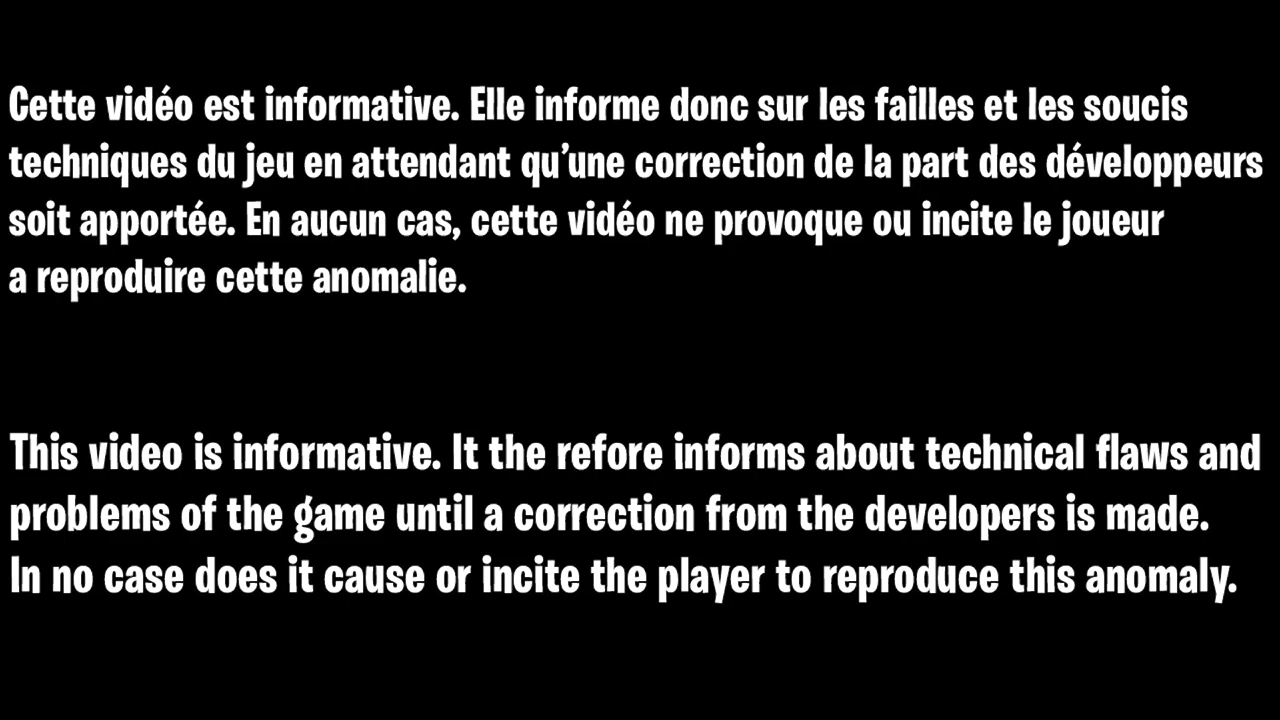 Cette vidéo est informative. Elle informe donc sur les failles et les soucis
techniques du jeu en attendant qu’une correction de la part des développeurs
soit apportée. En aucun cas, cette vidéo ne provoque ou incite le joueur
a reproduire cette anomalie.
This video is informative. It the refore informs about technical flaws and
problems of the game until a correction from the developers is made.
In no case does it cause or incite the player to reproduce this anomaly.